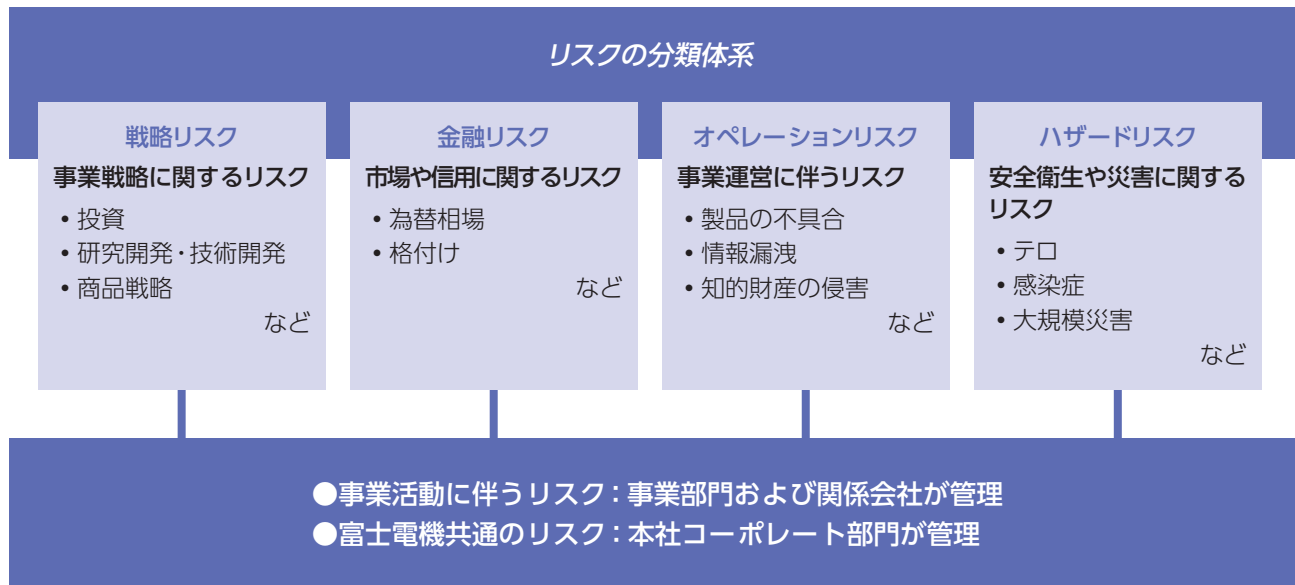 リスクの分類体系
戦略リスク
事業戦略に関するリスク
• 投資
• 研究開発・技術開発
• 商品戦略
など
金融リスク
市場や信用に関するリスク
• 為替相場
• 格付け
など
オペレーションリスク
事業運営に伴うリスク
• 製品の不具合
• 情報漏洩
• 知的財産の侵害
など
ハザードリスク
安全衛生や災害に関する
リスク
• テロ
• 感染症
• 大規模災害
など
●事業活動に伴うリスク：事業部門および関係会社が管理
●富士電機共通のリスク：本社コーポレート部門が管理